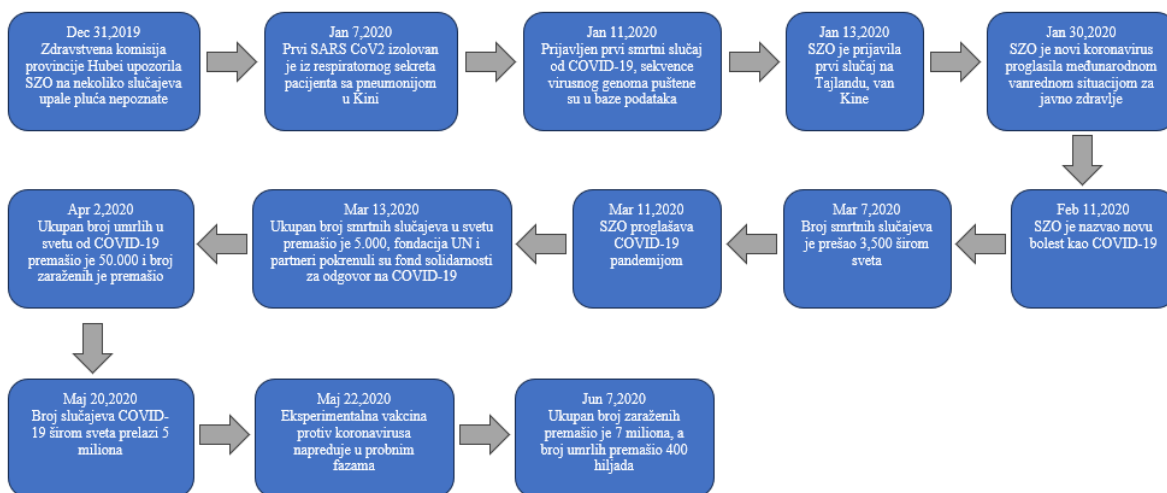 Dec 31,2019
Zdravstvena komisija
provincije Hubei upozorila
SZO na nekoliko slučajeva
upale pluća nepoznate
Jan 7,2020
Prvi SARS CoV2 izolovan
je iz respiratornog sekreta
pacijenta sa pneumonijom
u Kini
Jan 11,2020
Prijavljen prvi smrtni slučaj
od COVID-19, sekvence
virusnog genoma puštene
su u baze podataka
Jan 13,2020
SZO je prijavila
prvi slučaj na
Tajlandu, van
Kine
Jan 30,2020
SZO je novi koronavirus
proglasila međunarodnom
vanrednom situacijom za
javno zdravlje
Feb 11,2020
SZO je nazvao novu
bolest kao COVID-19
Mar 7,2020
Broj smrtnih slučajeva
je prešao 3,500 širom
sveta
Mar 11,2020
SZO proglašava
COVID-19
pandemijom
Mar 13,2020
Ukupan broj smrtnih slučajeva u svetu
premašio je 5.000, fondacija UN i
partneri pokrenuli su fond solidarnosti
za odgovor na COVID-19
Apr 2,2020
Ukupan broj umrlih u
svetu od COVID-19
premašio je 50.000 i broj
zaraženih je premašio
Maj 20,2020
Broj slučajeva COVID-
19 širom sveta prelazi 5
miliona
Maj 22,2020
Eksperimentalna vakcina
protiv koronavirusa
napreduje u probnim
fazama
Jun 7,2020
Ukupan broj zaraženih
premašio je 7 miliona, a
broj umrlih premašio 400
hiljada